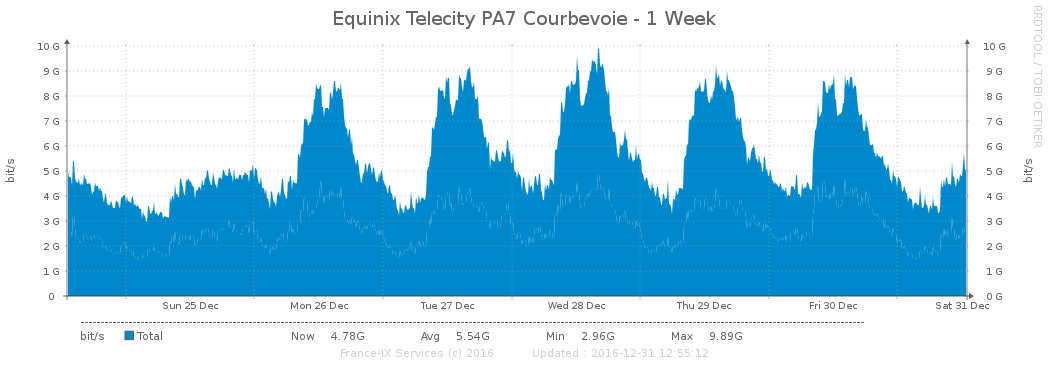 Equinix Telecity PA7 Courbevoie - 1 Week
RRDTOOL / TOBI OETIKER
bit/s
10 G
9 G
8 G
7 G
6 G
5 G
4 G
3 G
2 G
1 G
0
10 G
9 G
8 G
7 G
6 G
5 G
4 G
3 G
2 G
1 G
0 G
bit/s
Sun 25 Dec Mon 26 Dec Tue 27 Dec Wed 28 Dec Thu 29 Dec Fri 30 Dec Sat 31 Dec
bit/s Total Now 4.78G Avg 5.54G Min 2.96G Max 9.89G
France-IX Services (c) 2016 Updated : 2016-12-31 12:55:12